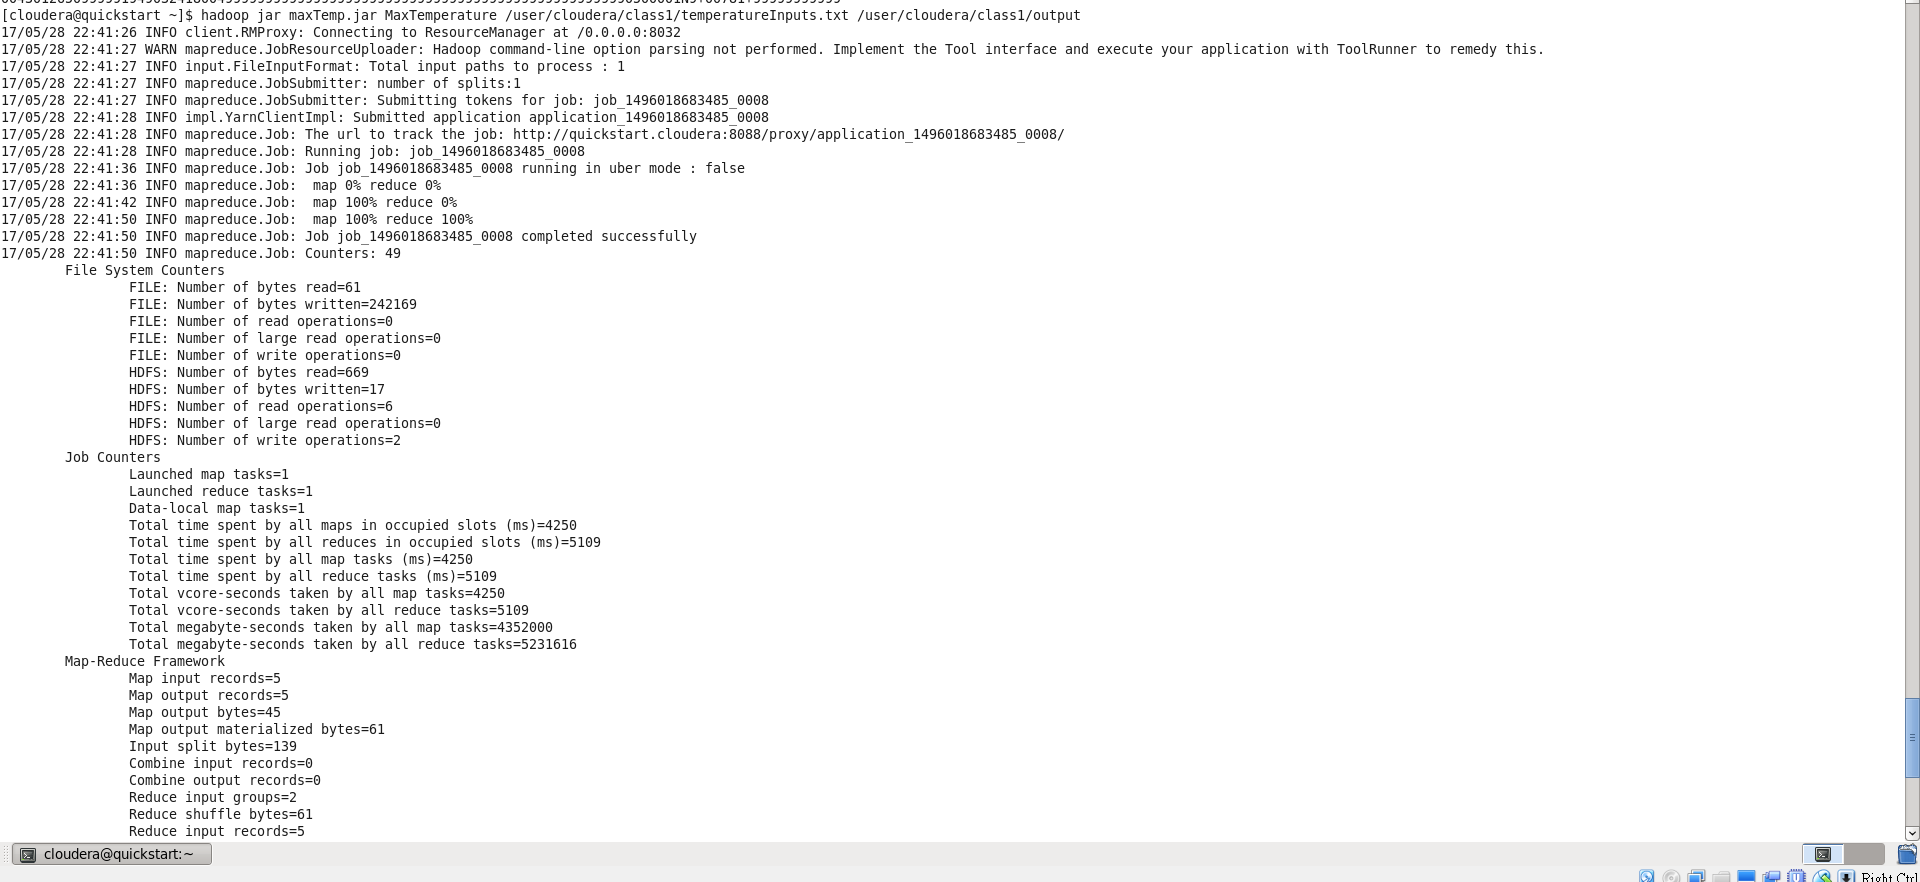 [cloudera@quickstart ~]$ hadoop jar maxTemp.jar MaxTemperature /user/cloudera/class1/temperatureInputs.txt /user/cloudera/class1/output
17/05/28 22:41:26 INFO client.RMProxy: Connecting to ResourceManager at /0.0.0.0:8032
17/05/28 22:41:27 WARN mapreduce.JobResourceUploader: Hadoop command-line option parsing not performed. Implement the Tool interface and execute your application with ToolRunner to remedy this.
17/05/28 22:41:27 INFO input.FileInputFormat: Total input paths to process : 1
17/05/28 22:41:27 INFO mapreduce.JobSubmitter: number of splits:1
17/05/28 22:41:27 INFO mapreduce.JobSubmitter: Submitting tokens for job: job_1496018683485_0008
17/05/28 22:41:28 INFO impl.YarnClientImpl: Submitted application application_1496018683485_0008
17/05/28 22:41:28 INFO mapreduce.Job: The url to track the job: http://quickstart.cloudera:8088/proxy/application_1496018683485_0008/
17/05/28 22:41:28 INFO mapreduce.Job: Running job: job_1496018683485_0008
17/05/28 22:41:36 INFO mapreduce.Job: Job job_1496018683485_0008 running in uber mode : false
17/05/28 22:41:36 INFO mapreduce.Job:  map 0% reduce 0%
17/05/28 22:41:42 INFO mapreduce.Job:  map 100% reduce 0%
17/05/28 22:41:50 INFO mapreduce.Job:  map 100% reduce 100%
17/05/28 22:41:50 INFO mapreduce.Job: Job job_1496018683485_0008 completed successfully
17/05/28 22:41:50 INFO mapreduce.Job: Counters: 49
File System Counters
FILE: Number of bytes read=61
FILE: Number of bytes written=242169
FILE: Number of read operations=0
FILE: Number of large read operations=0
FILE: Number of write operations=0
HDFS: Number of bytes read=669
HDFS: Number of bytes written=17
HDFS: Number of read operations=6
HDFS: Number of large read operations=0
HDFS: Number of write operations=2
Job Counters
Launched map tasks=1
Launched reduce tasks=1
Data-local map tasks=1
Total time spent by all maps in occupied slots (ms)=4250
Total time spent by all reduces in occupied slots (ms)=5109
Total time spent by all map tasks (ms)=4250
Total time spent by all reduce tasks (ms)=5109
Total vcore-seconds taken by all map tasks=4250
Total vcore-seconds taken by all reduce tasks=5109
Total megabyte-seconds taken by all map tasks=4352000
Total megabyte-seconds taken by all reduce tasks=5231616
Map-Reduce Framework
Map input records=5
Map output records=5
Map output bytes=45
Map output materialized bytes=61
Input split bytes=139
Combine input records=0
Combine output records=0
Reduce input groups=2
Reduce shuffle bytes=61
Reduce input records=5
cloudera@quickstart:~
Right Ctrl